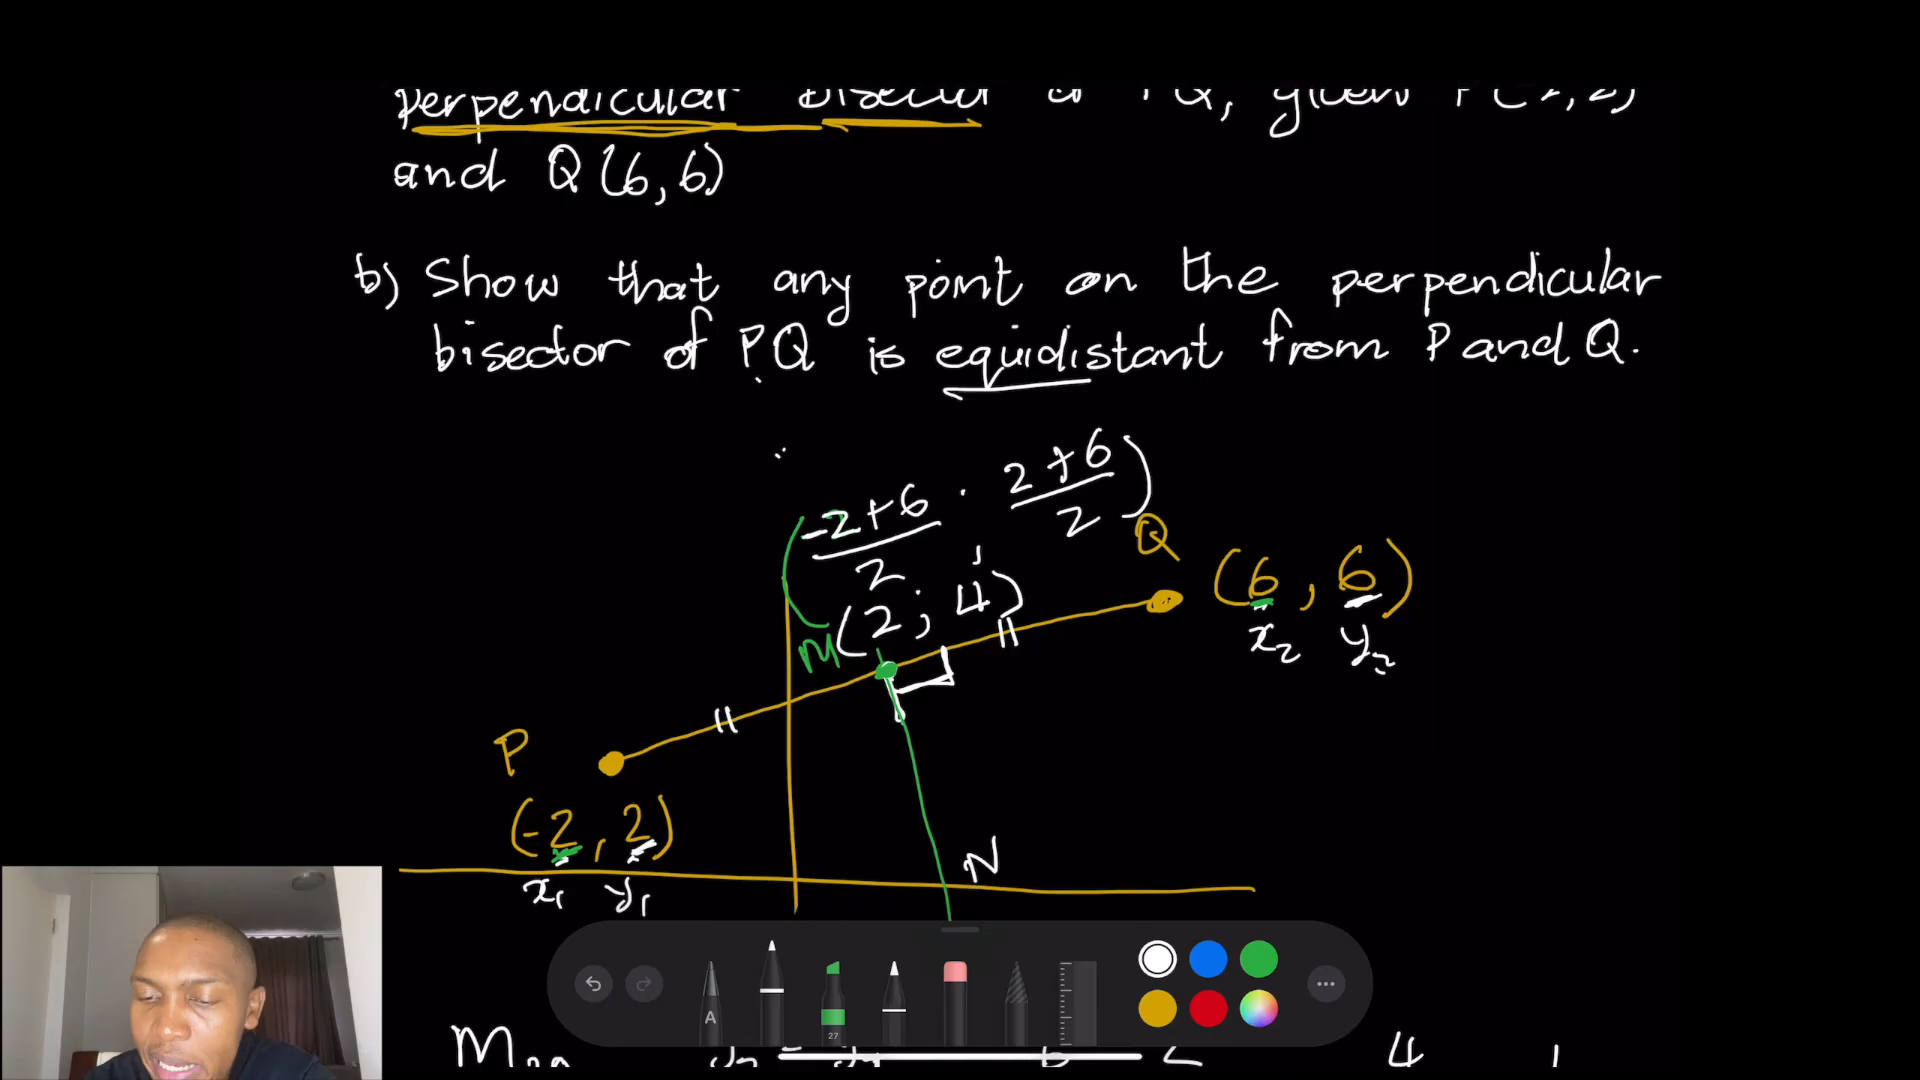 perpendicular bisector
and Q(6,6)
b) Show that any point on the perpendicular
bisector of PQ is equidistant from P and Q.
(-2+6/2 ; 2+6/2)
M(2;4)
Q
(6,6)
x₂ y₂
P
(-2,2)
x₁ y₁
N
A
27